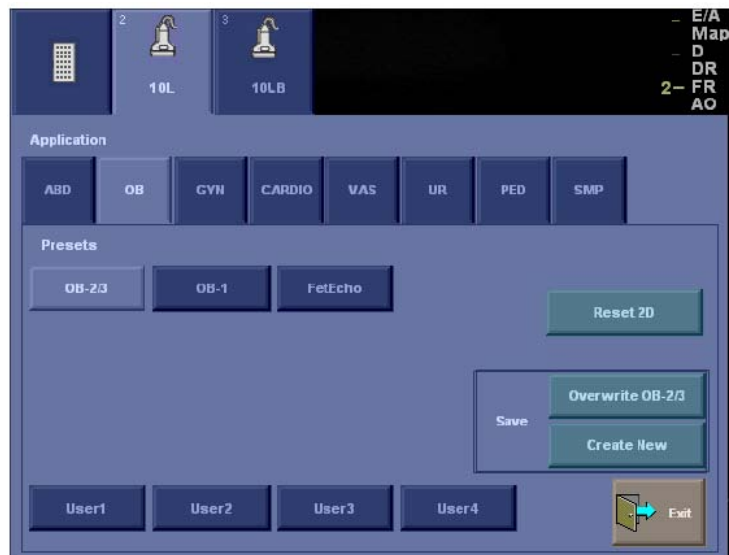 2 3
10L 10LB
_ E/A
Map
_ D
DR
2– FR
AO
Application
ABD OB GYN CARDIO VAS UR PED SMP
Presets
OB-2/3 OB-1 FetEcho
Reset 2D
Overwrite OB-2/3
Save
Create New
User1 User2 User3 User4 Exit